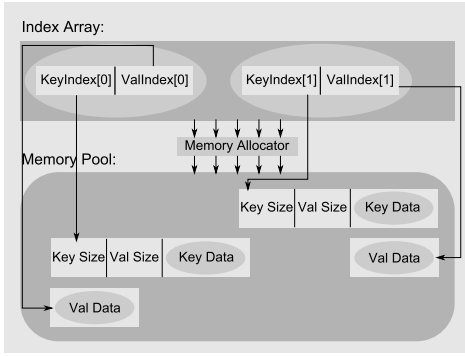 Index Array:
KeyIndex[0] ValIndex[0] KeyIndex[1] ValIndex[1]
Memory Allocator
Memory Pool:
Key Size Val Size Key Data
Key Size Val Size Key Data Val Data
Val Data